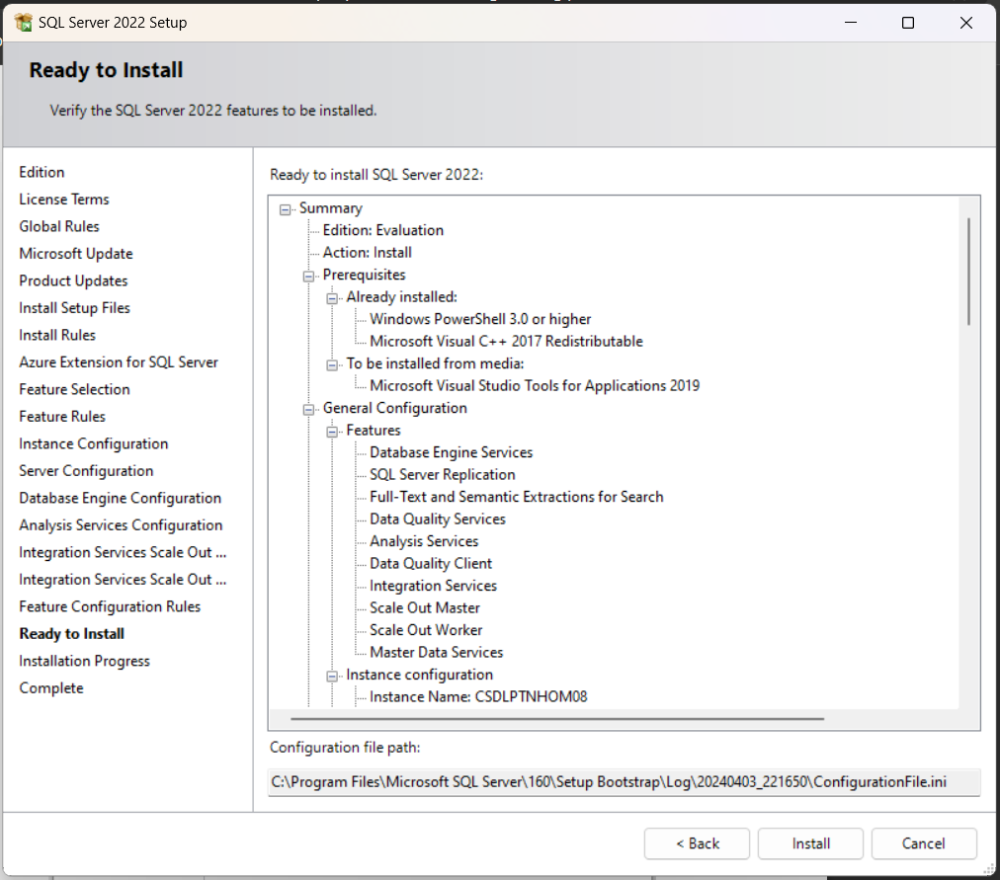 SQL Server 2022 Setup
Ready to Install
Verify the SQL Server 2022 features to be installed.
Edition
License Terms
Global Rules
Microsoft Update
Product Updates
Install Setup Files
Install Rules
Azure Extension for SQL Server
Feature Selection
Feature Rules
Instance Configuration
Server Configuration
Database Engine Configuration
Analysis Services Configuration
Integration Services Scale Out ...
Integration Services Scale Out ...
Feature Configuration Rules
Ready to Install
Installation Progress
Complete
Ready to install SQL Server 2022:
Summary
Edition: Evaluation
Action: Install
Prerequisites
Already installed:
Windows PowerShell 3.0 or higher
Microsoft Visual C++ 2017 Redistributable
To be installed from media:
Microsoft Visual Studio Tools for Applications 2019
General Configuration
Features
Database Engine Services
SQL Server Replication
Full-Text and Semantic Extractions for Search
Data Quality Services
Analysis Services
Data Quality Client
Integration Services
Scale Out Master
Scale Out Worker
Master Data Services
Instance configuration
Instance Name: CSDLPTNHOM08
Configuration file path:
C:\Program Files\Microsoft SQL Server\160\Setup Bootstrap\Log\20240403_221650\ConfigurationFile.ini
< Back
Install
Cancel